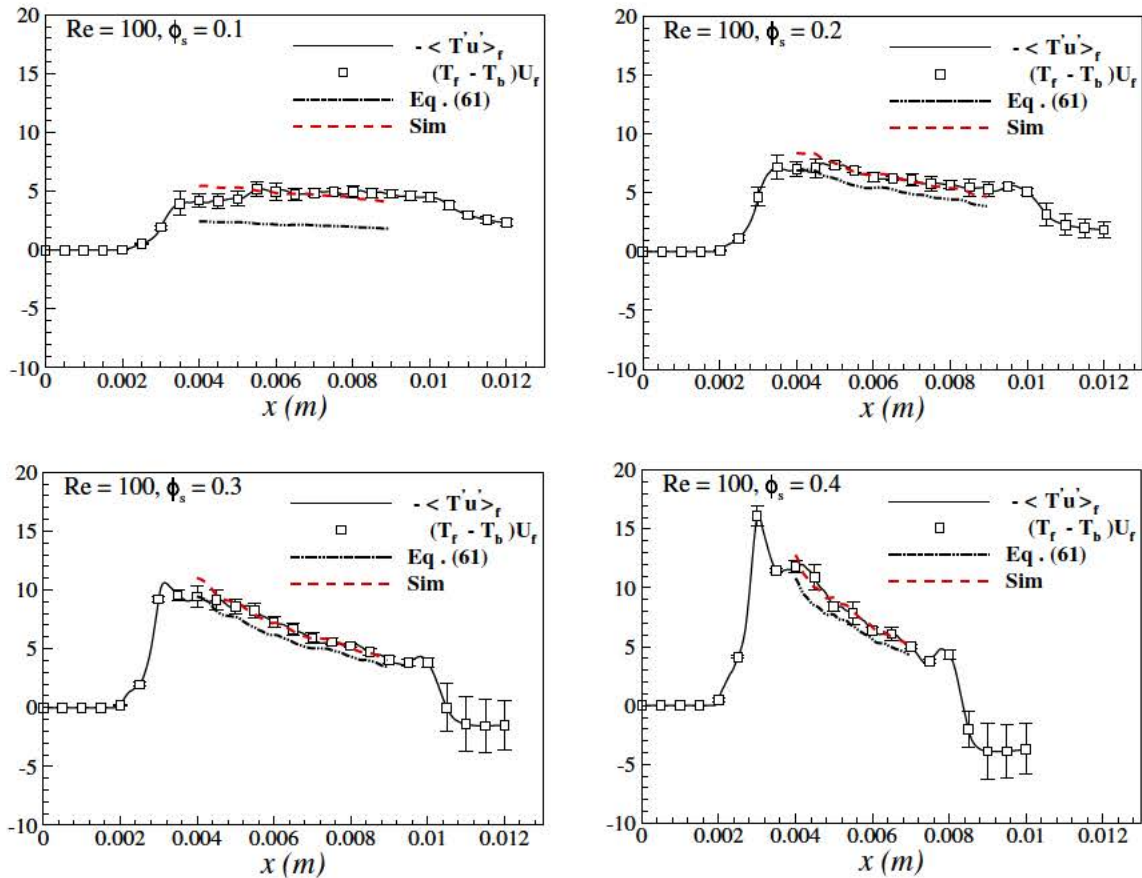 Re = 100, ϕs = 0.1
- < T'u' >f
(Tf - Tb)Uf
Eq . (61)
Sim
20
15
10
5
0
-5
-10
0 0.002 0.004 0.006 0.008 0.01 0.012
x (m)
Re = 100, ϕs = 0.2
- < T'u' >f
(Tf - Tb)Uf
Eq . (61)
Sim
20
15
10
5
0
-5
-10
0 0.002 0.004 0.006 0.008 0.01 0.012
x (m)
Re = 100, ϕs = 0.3
- < T'u' >f
(Tf - Tb)Uf
Eq . (61)
Sim
20
15
10
5
0
-5
-10
0 0.002 0.004 0.006 0.008 0.01 0.012
x (m)
Re = 100, ϕs = 0.4
- < T'u' >f
(Tf - Tb)Uf
Eq . (61)
Sim
20
15
10
5
0
-5
-10
0 0.002 0.004 0.006 0.008 0.01 0.012
x (m)